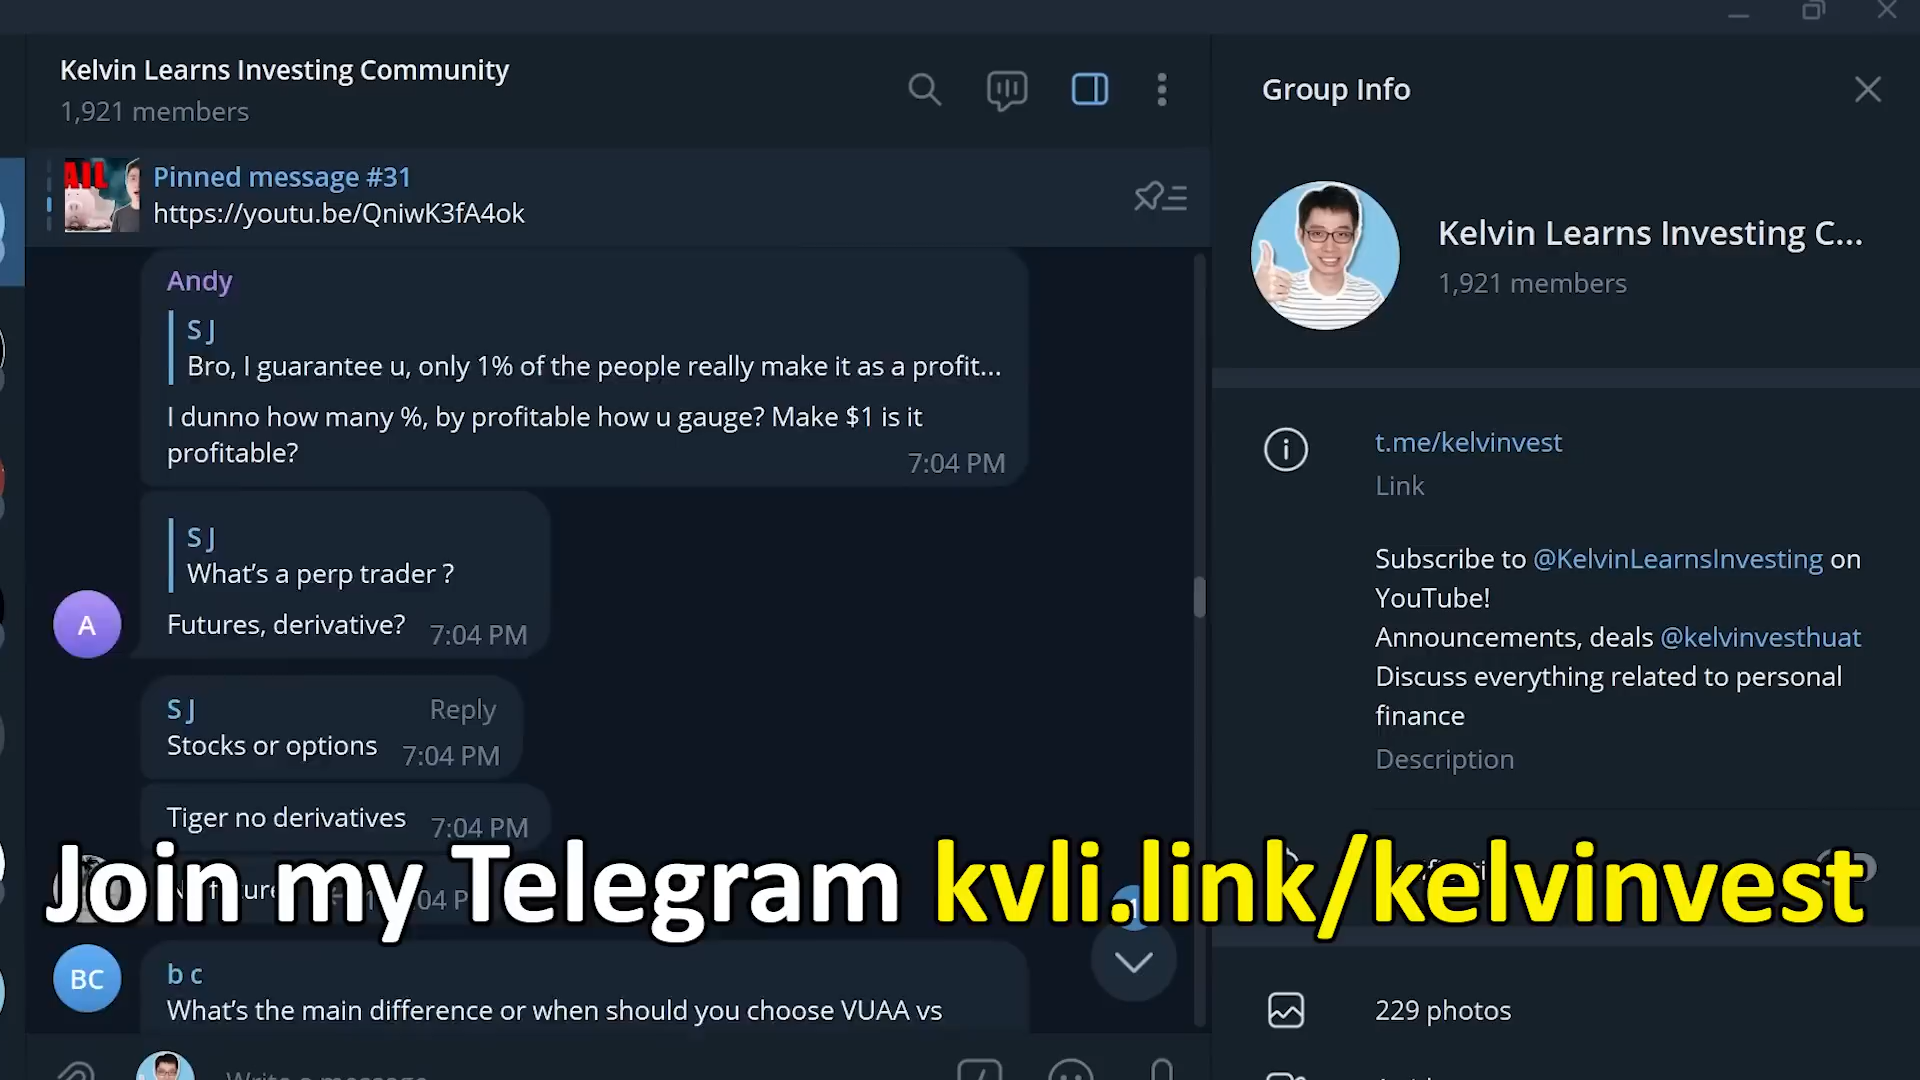 Kelvin Learns Investing Community
1,921 members
Pinned message #31
https://youtu.be/QniwK3fA4ok
Andy
S J
Bro, I guarantee u, only 1% of the people really make it as a profit...
I dunno how many %, by profitable how u gauge? Make $1 is it
profitable?
7:04 PM
S J
What's a perp trader ?
Futures, derivative?
7:04 PM
A
S J
Reply
Stocks or options
7:04 PM
Tiger no derivatives
7:04 PM
Join my Telegram kvli.link/kelvinvest
BC
b c
What's the main difference or when should you choose VUAA vs
Write a message...
Group Info
Kelvin Learns Investing C...
1,921 members
t.me/kelvinvest
Link
Subscribe to @KelvinLearnsInvesting on
YouTube!
Announcements, deals @kelvinvesthuat
Discuss everything related to personal
finance
Description
229 photos